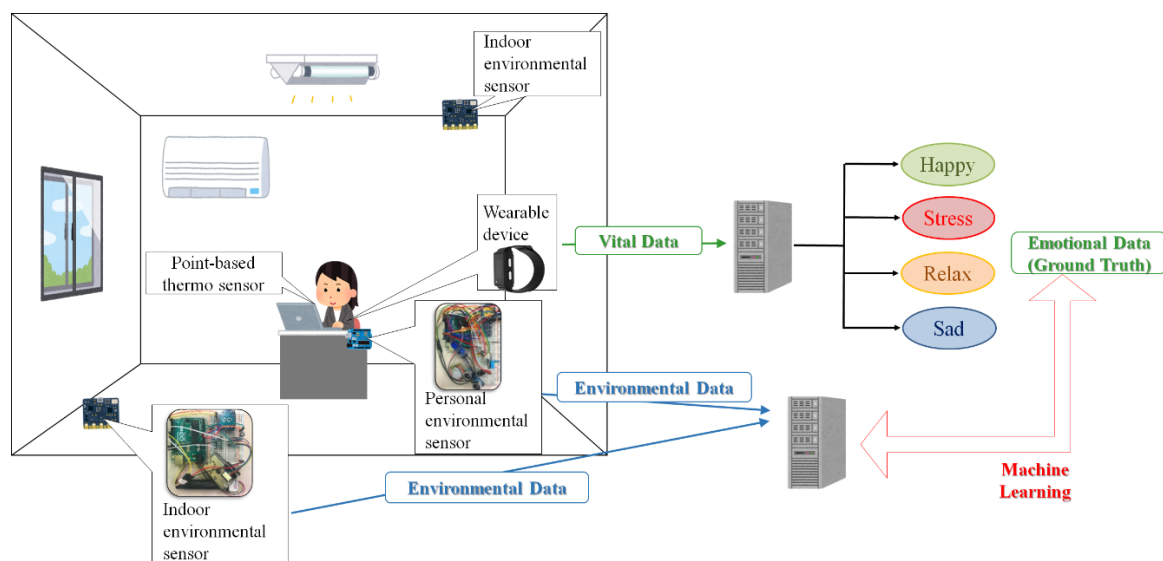 Indoor
environmental
sensor
Wearable
device
Point-based
thermo sensor
Personal
environmental
sensor
Indoor
environmental
sensor
Vital Data
Environmental Data
Environmental Data
Happy
Stress
Relax
Sad
Emotional Data
(Ground Truth)
Machine
Learning